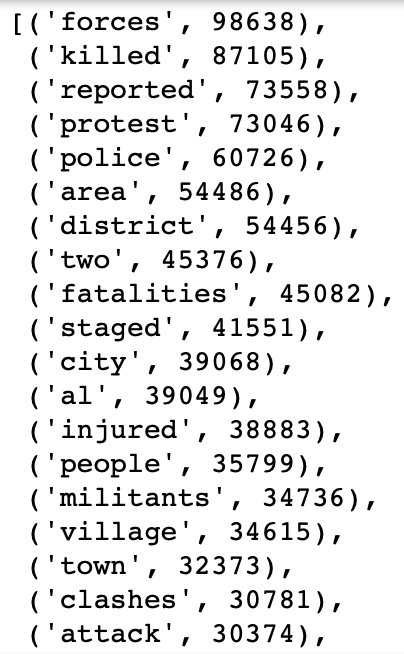 [('forces', 98638),
('killed', 87105),
('reported', 73558),
('protest', 73046),
('police', 60726),
('area', 54486),
('district', 54456),
('two', 45376),
('fatalities', 45082),
('staged', 41551),
('city', 39068),
('al', 39049),
('injured', 38883),
('people', 35799),
('militants', 34736),
('village', 34615),
('town', 32373),
('clashes', 30781),
('attack', 30374),